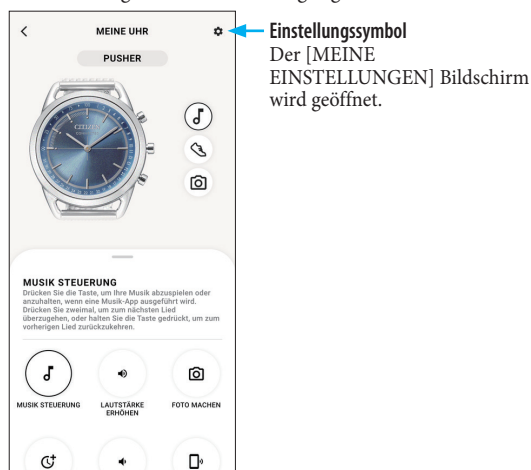 MEINE UHR
PUSHER
CITIZEN
Einstellungssymbol
Der [MEINE
EINSTELLUNGEN] Bildschirm
wird geöffnet.
MUSIK STEUERUNG
Drücken Sie die Taste, um Ihre Musik abzuspielen oder
anzuhalten, wenn eine Musik-App ausgeführt wird.
Drücken Sie zweimal, um zum nächsten Lied
überzugehen, oder halten Sie die Taste gedrückt, um zum
vorherigen Lied zurückzukehren.
MUSIK STEUERUNG
LAUTSTÄRKE
ERHÖHEN
FOTO MACHEN